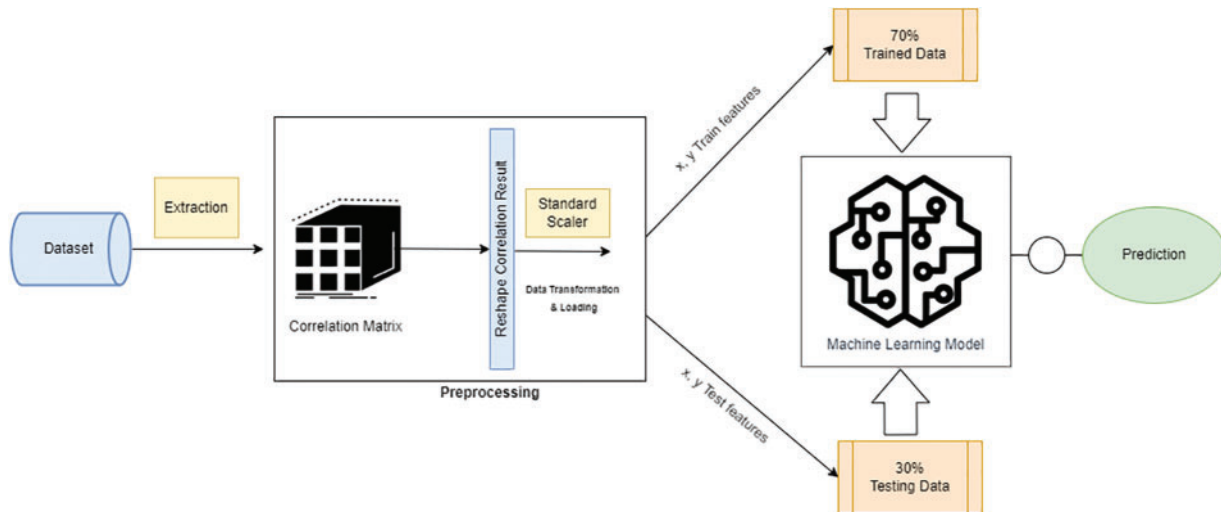 Dataset
Extraction
Correlation Matrix
Reshape Correlation Result
Standard
Scaler
Data Transformation
& Loading
Preprocessing
x, y Train features
x, y Test features
70%
Trained Data
Machine Learning Model
30%
Testing Data
Prediction